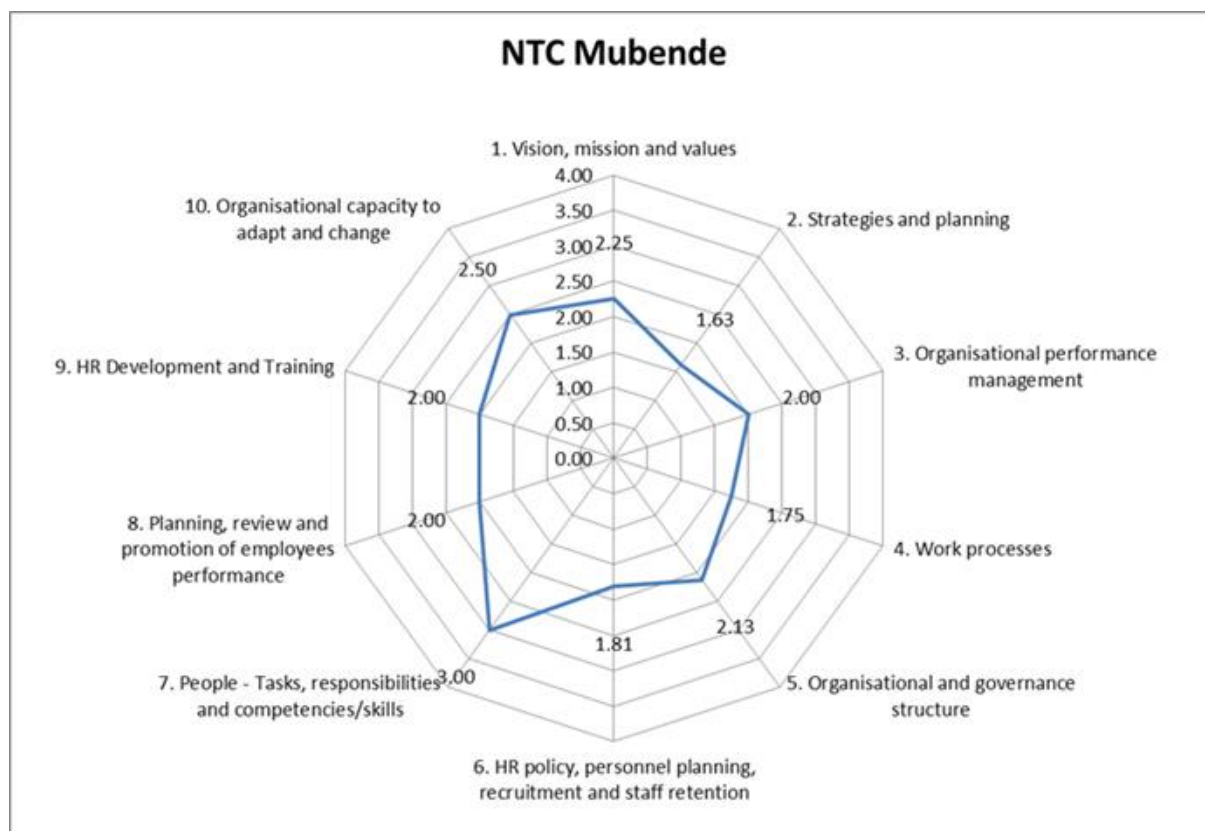 NTC Mubende
1. Vision, mission and values
4.00
3.50
3.00
2.50
2.00
1.50
1.00
0.50
0.00
2.25
2. Strategies and planning
1.63
3. Organisational performance
management
2.00
4. Work processes
1.75
5. Organisational and governance
structure
2.13
6. HR policy, personnel planning,
recruitment and staff retention
1.81
7. People - Tasks, responsibilities
and competencies/skills
3.00
8. Planning, review and
promotion of employees
performance
2.00
9. HR Development and Training
2.00
10. Organisational capacity to
adapt and change
2.50